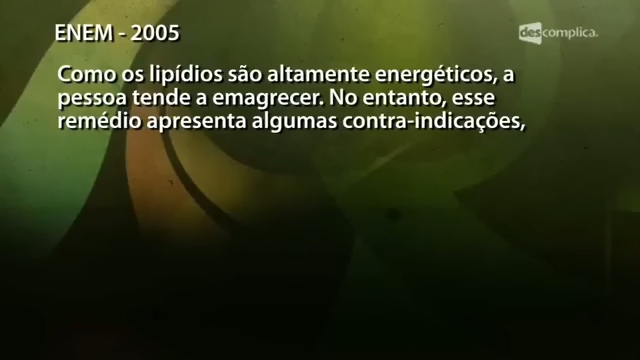 ENEM - 2005
descomplica.
Como os lipídios são altamente energéticos, a
pessoa tende a emagrecer. No entanto, esse
remédio apresenta algumas contra-indicações,